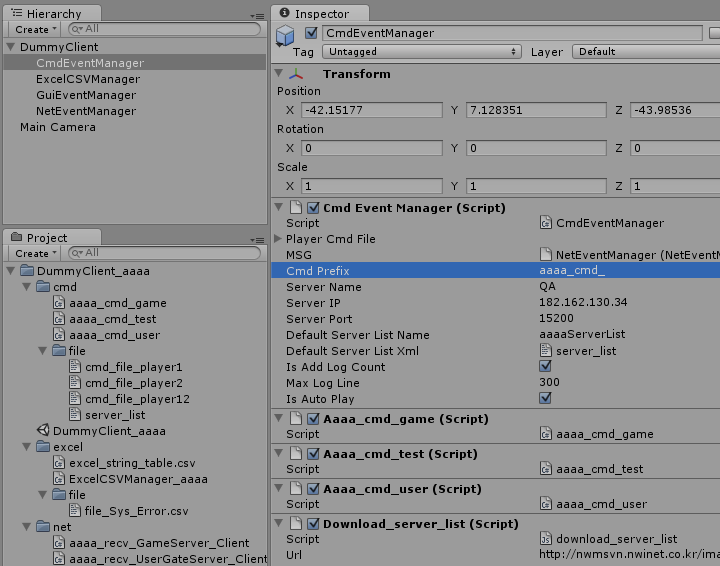 Hierarchy
Create
All
DummyClient
CmdEventManager
ExcelCSVManager
GuiEventManager
NetEventManager
Main Camera
Project
Create
All
DummyClient_aaaa
cmd
aaaa_cmd_game
aaaa_cmd_test
aaaa_cmd_user
file
cmd_file_player1
cmd_file_player2
cmd_file_player12
server_list
DummyClient_aaaa
excel
excel_string_table.csv
ExcelCSVManager_aaaa
file
file_Sys_Error.csv
net
aaaa_recv_GameServer_Client
aaaa_recv_UserGateServer_Client
Inspector
CmdEventManager
Tag Untagged Layer Default
Transform
Position
X -42.15177 Y 7.128351 Z -43.98536
Rotation
X 0 Y 0 Z 0
Scale
X 1 Y 1 Z 1
Cmd Event Manager (Script)
Script CmdEventManager
Player Cmd File
MSG NetEventManager (NetEventM
Cmd Prefix aaaa_cmd_
Server Name QA
Server IP 182.162.130.34
Server Port 15200
Default Server List Name aaaaServerList
Default Server List Xml server_list
Is Add Log Count
Max Log Line 300
Is Auto Play
Aaaa_cmd_game (Script)
Script aaaa_cmd_game
Aaaa_cmd_test (Script)
Script aaaa_cmd_test
Aaaa_cmd_user (Script)
Script aaaa_cmd_user
Download_server_list (Script)
Script download_server_list
Url http://nwmsvn.nwinet.co.kr/ima